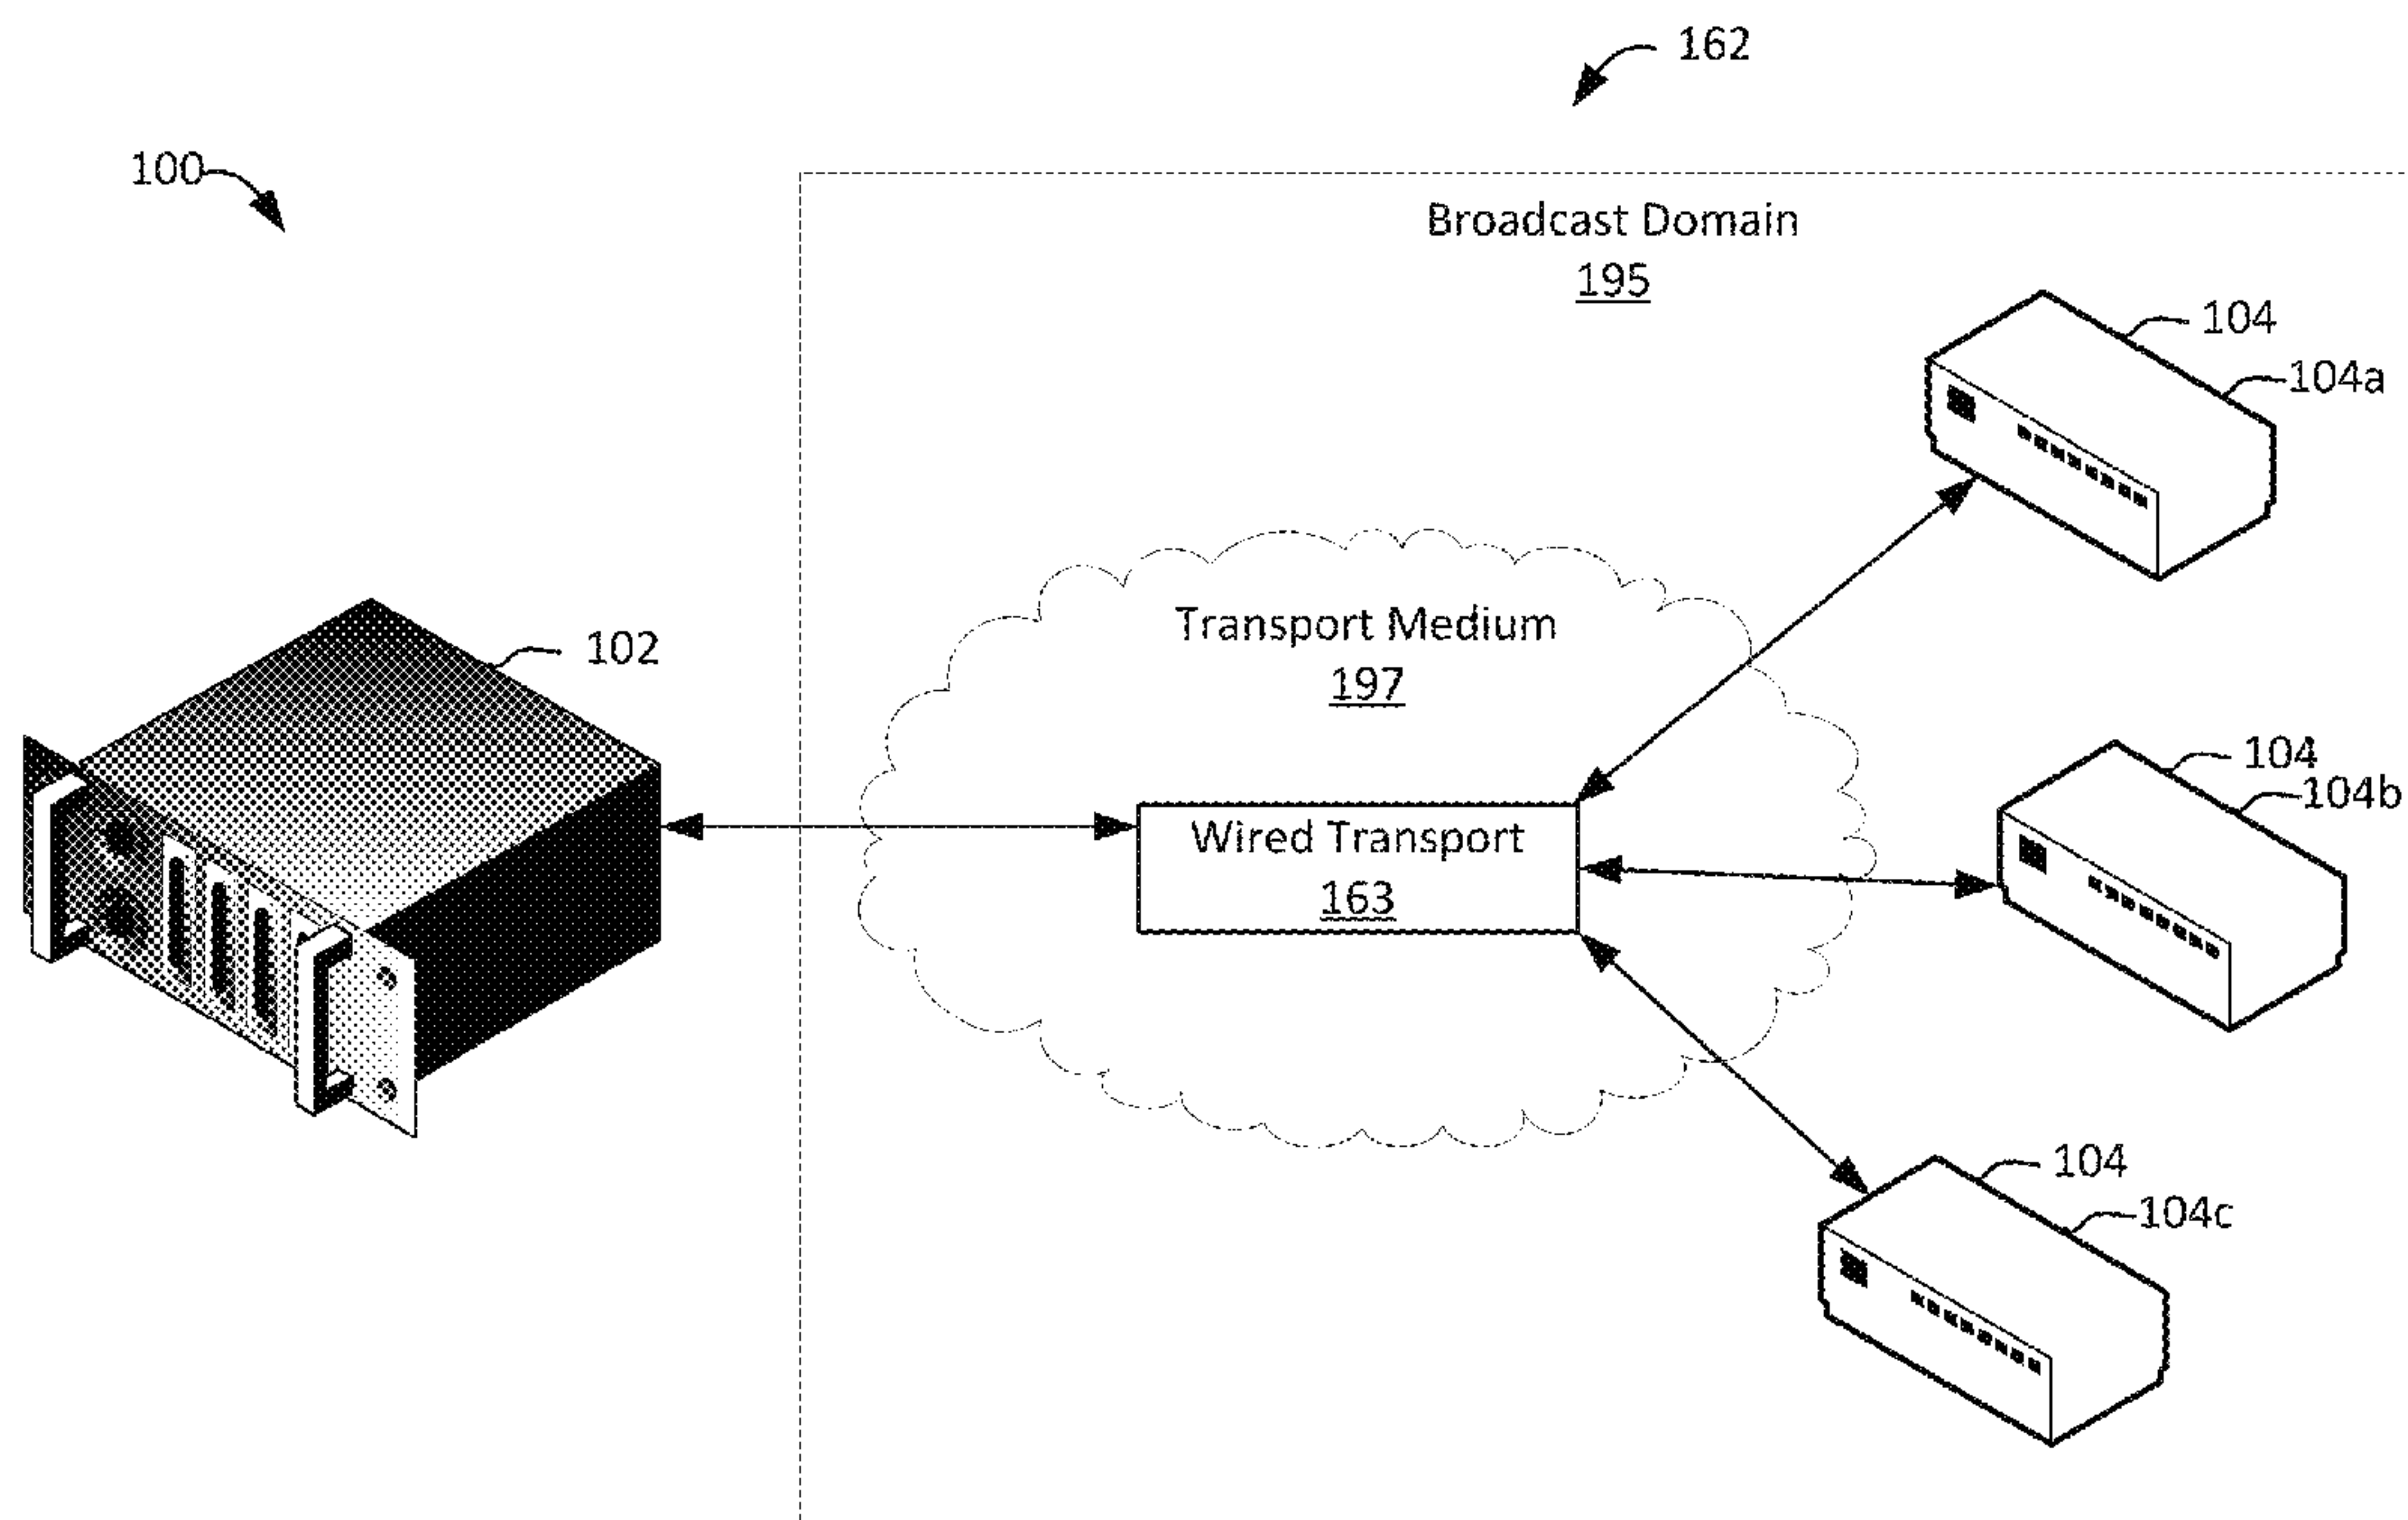 162
100
Broadcast Domain
195
104
104a
Transport Medium
197
102
104
104b
Wired Transport
163
104
104c